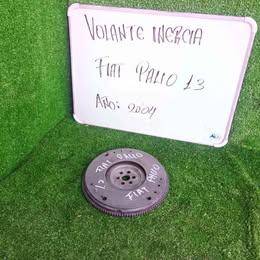 VOLANTE INERCIA
FIAT PALIO 1.3
AÑO: 2004
1.3 FIAT PALIO
FIAT PALIO